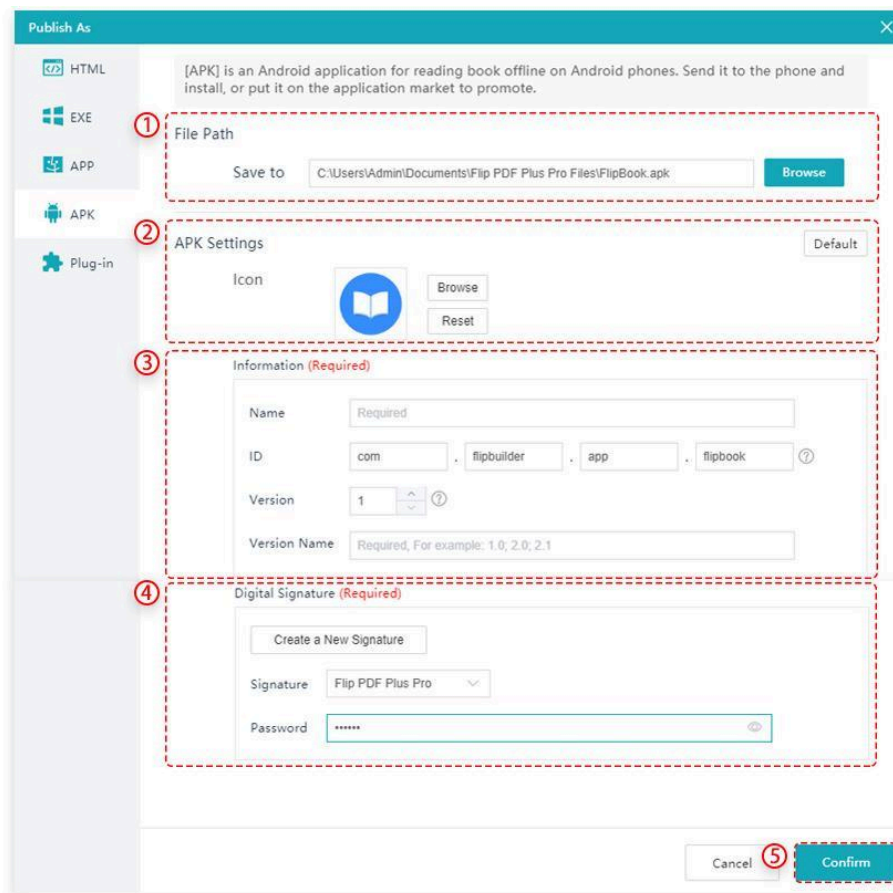 Publish As
HTML
EXE
APP
APK
Plug-in
[APK] is an Android application for reading book offline on Android phones. Send it to the phone and
install, or put it on the application market to promote.
① File Path
Save to C:\Users\Admin\Documents\Flip PDF Plus Pro Files\FlipBook.apk Browse
② APK Settings Default
Icon
Browse
Reset
③ Information (Required)
Name Required
ID com . flipbuilder . app . flipbook ?
Version 1 ?
Version Name Required, For example: 1.0; 2.0; 2.1
④ Digital Signature (Required)
Create a New Signature
Signature Flip PDF Plus Pro
Password ••••••
Cancel ⑤ Confirm